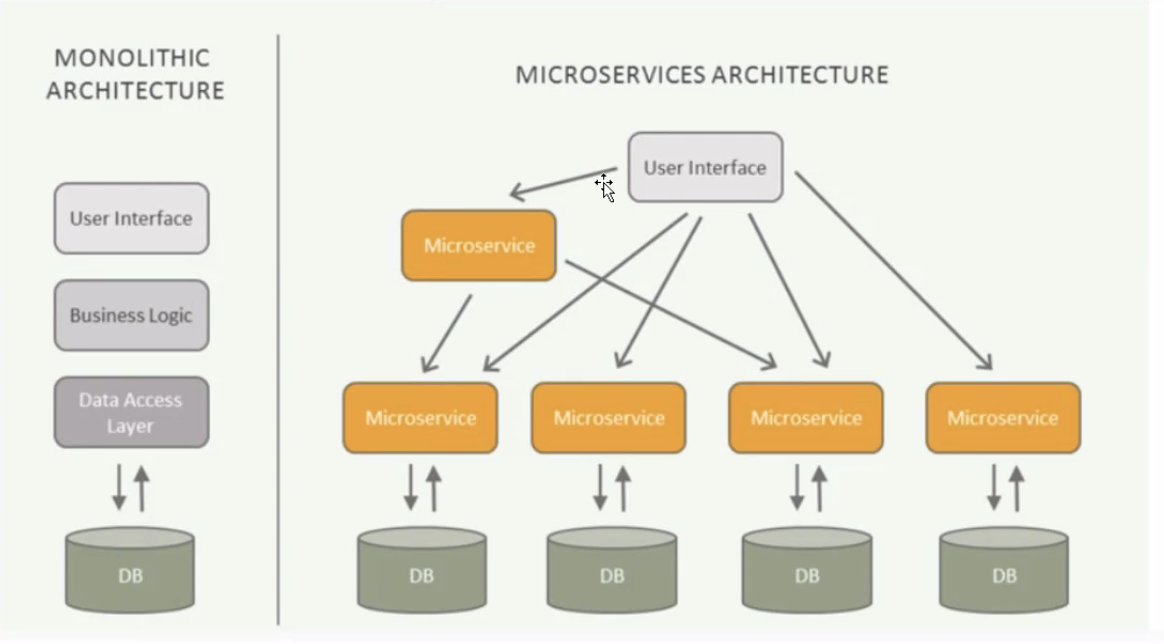 MONOLITHIC
ARCHITECTURE
User Interface
Business Logic
Data Access
Layer
DB
MICROSERVICES ARCHITECTURE
User Interface
Microservice
Microservice
Microservice
Microservice
Microservice
DB
DB
DB
DB